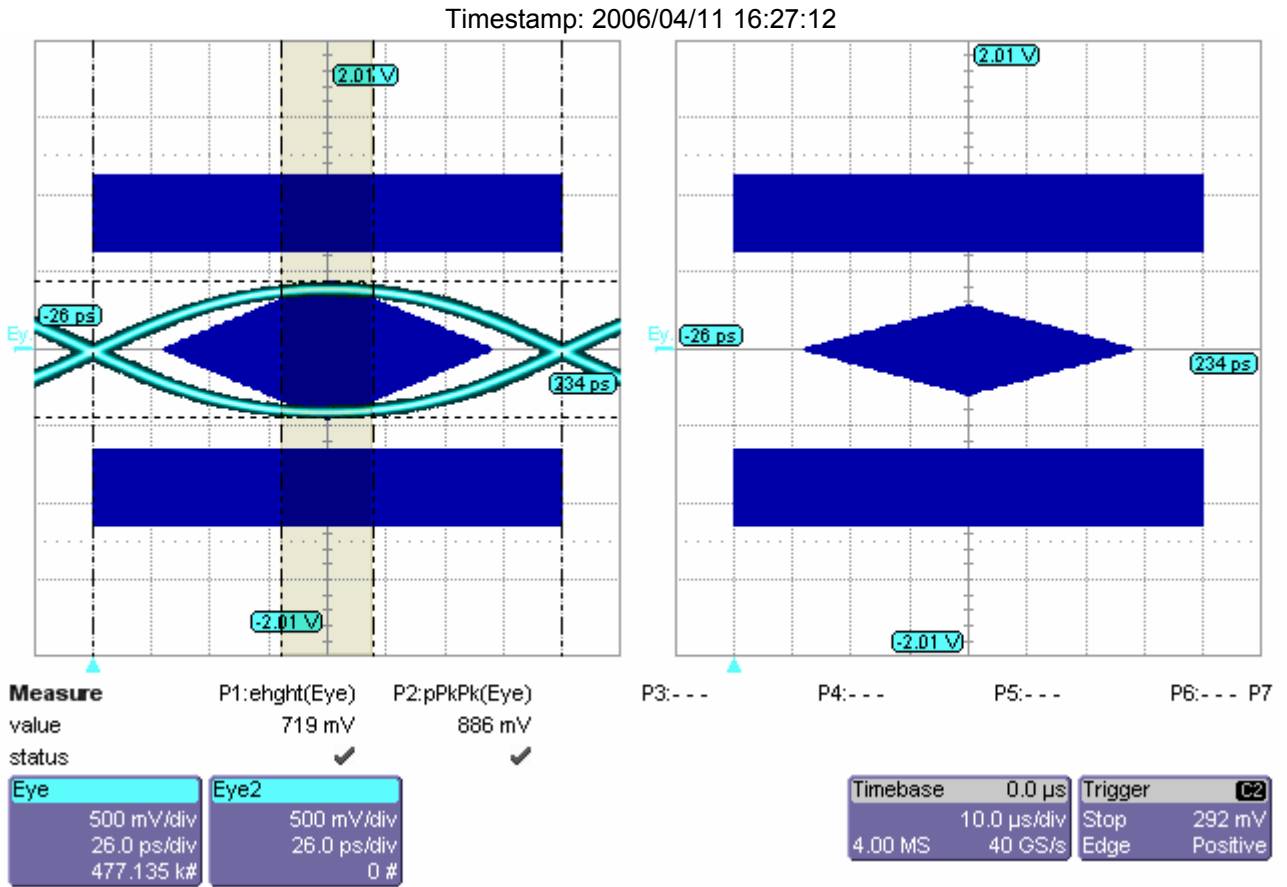 Timestamp: 2006/04/11 16:27:12
2.01 V
2.01 V
-26 ps
Ey.
234 ps
Ey.
-26 ps
234 ps
-2.01 V
-2.01 V
Measure P1:ehght(Eye) P2:pPkPk(Eye) P3:- - - P4:- - - P5:- - - P6:- - - P7
value 719 mV 886 mV
status
Eye
500 mV/div
26.0 ps/div
477.135 k#
Eye2
500 mV/div
26.0 ps/div
0 #
Timebase 0.0 µs
10.0 µs/div
4.00 MS 40 GS/s
Trigger C2
Stop 292 mV
Edge Positive